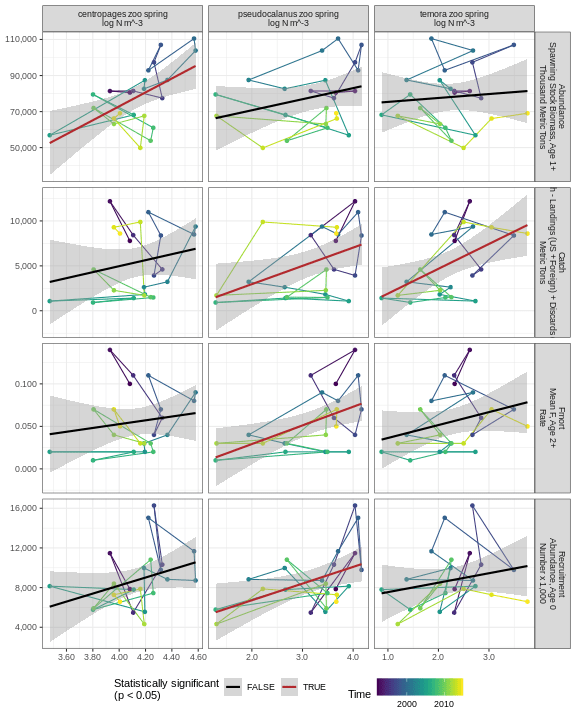 centropages zoo spring
log N m^-3
pseudocalanus zoo spring
log N m^-3
temora zoo spring
log N m^-3
110,000
90,000
70,000
50,000
Abundance
Spawning Stock Biomass, Age 1+
Thousand Metric Tons
10,000
5,000
0
Catch
h - Landings (US +Foreign) + Discards
Metric Tons
0.100
0.050
0.000
Fmort
Mean F, Age 2+
Rate
16,000
12,000
8,000
4,000
Recruitment
Abundance, Age 0
Number x 1,000
3.60 3.80 4.00 4.20 4.40 4.60
2.0 3.0 4.0
1.0 2.0 3.0
Statistically significant
(p < 0.05)
FALSE
TRUE
Time
2000 2010